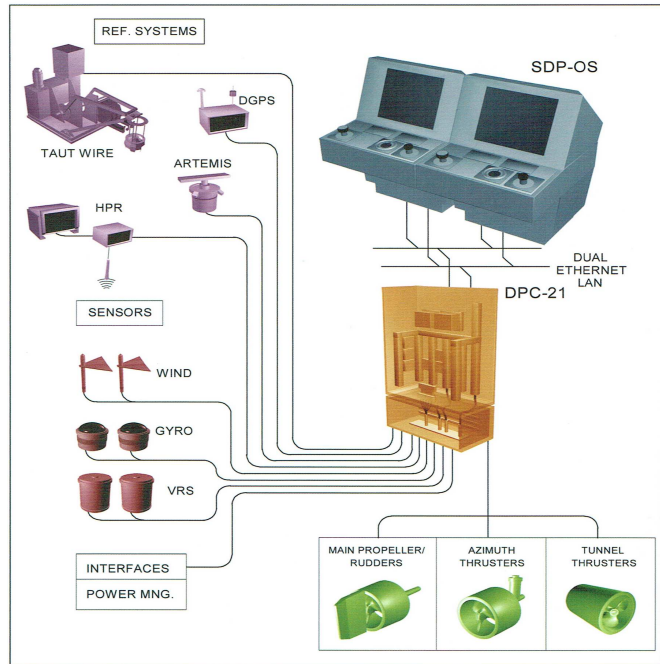 REF. SYSTEMS
SDP-OS
DGPS
TAUT WIRE
ARTEMIS
HPR
DUAL
ETHERNET
LAN
DPC-21
SENSORS
WIND
GYRO
VRS
INTERFACES
POWER MNG.
MAIN PROPELLER/
RUDDERS
AZIMUTH
THRUSTERS
TUNNEL
THRUSTERS